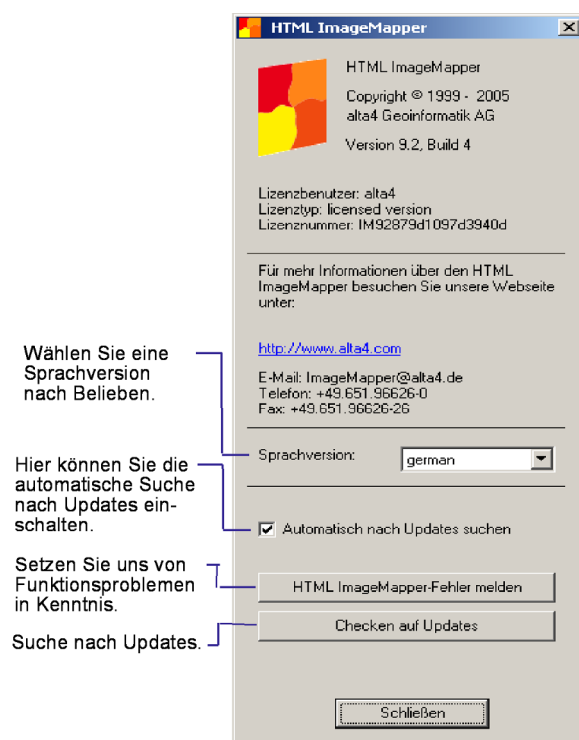 HTML ImageMapper
HTML ImageMapper
Copyright © 1999 - 2005
alta4 Geoinformatik AG
Version 9.2, Build 4
Lizenzbenutzer: alta4
Lizenztyp: licensed version
Lizenznummer: IM92879d1097d3940d
Für mehr Informationen über den HTML
ImageMapper besuchen Sie unsere Webseite
unter:
http://www.alta4.com
E-Mail: ImageMapper@alta4.de
Telefon: +49.651.96626-0
Fax: +49.651.96626-26
Wählen Sie eine
Sprachversion
nach Belieben.
Sprachversion:
german
Hier können Sie die
automatische Suche
nach Updates ein-
schalten.
Automatisch nach Updates suchen
Setzen Sie uns von
Funktionsproblemen
in Kenntnis.
HTML ImageMapper-Fehler melden
Suche nach Updates.
Checken auf Updates
Schließen